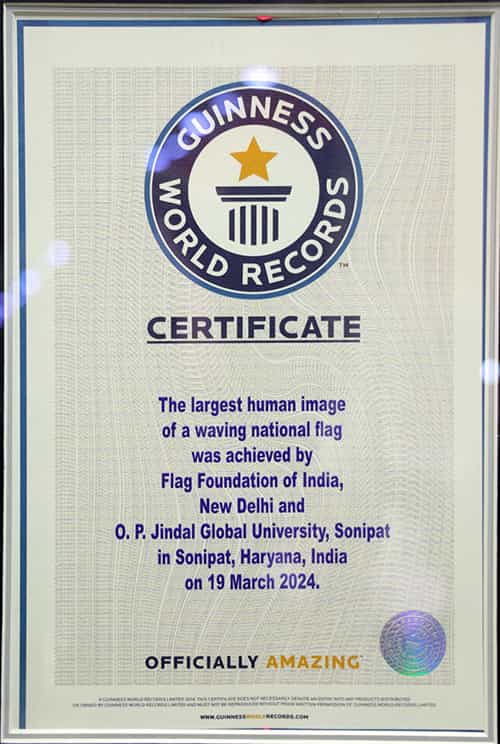 GUINNESS
WORLD RECORDS
TM
CERTIFICATE
The largest human image
of a waving national flag
was achieved by
Flag Foundation of India,
New Delhi and
O. P. Jindal Global University, Sonipat
in Sonipat, Haryana, India
on 19 March 2024.
OFFICIALLY AMAZING
© GUINNESS WORLD RECORDS LIMITED THIS CERTIFICATE DOES NOT NECESSARILY DENOTE AN ENTRY INTO ANY PRODUCTS DISTRIBUTED
OR OWNED BY GUINNESS WORLD RECORDS LIMITED AND MUST NOT BE REPRODUCED WITHOUT PRIOR WRITTEN PERMISSION OF GUINNESS WORLD RECORDS LIMITED
WWW.GUINNESSWORLDRECORDS.COM